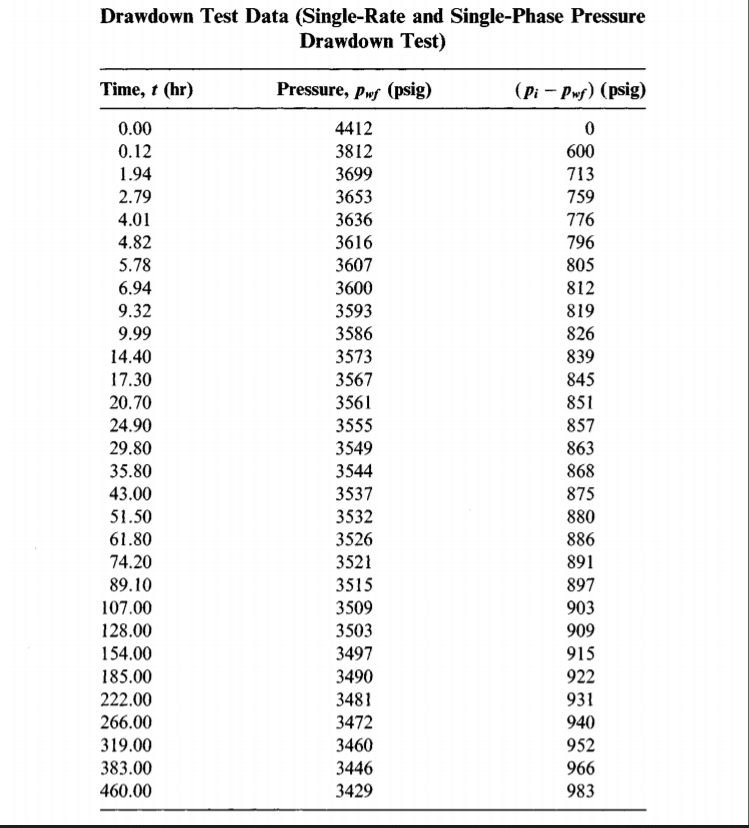 Drawdown Test Data (Single-Rate and Single-Phase Pressure
Drawdown Test)
Time, t (hr) Pressure, pwf (psig) (pi − pwf) (psig)
0.00 4412 0
0.12 3812 600
1.94 3699 713
2.79 3653 759
4.01 3636 776
4.82 3616 796
5.78 3607 805
6.94 3600 812
9.32 3593 819
9.99 3586 826
14.40 3573 839
17.30 3567 845
20.70 3561 851
24.90 3555 857
29.80 3549 863
35.80 3544 868
43.00 3537 875
51.50 3532 880
61.80 3526 886
74.20 3521 891
89.10 3515 897
107.00 3509 903
128.00 3503 909
154.00 3497 915
185.00 3490 922
222.00 3481 931
266.00 3472 940
319.00 3460 952
383.00 3446 966
460.00 3429 983